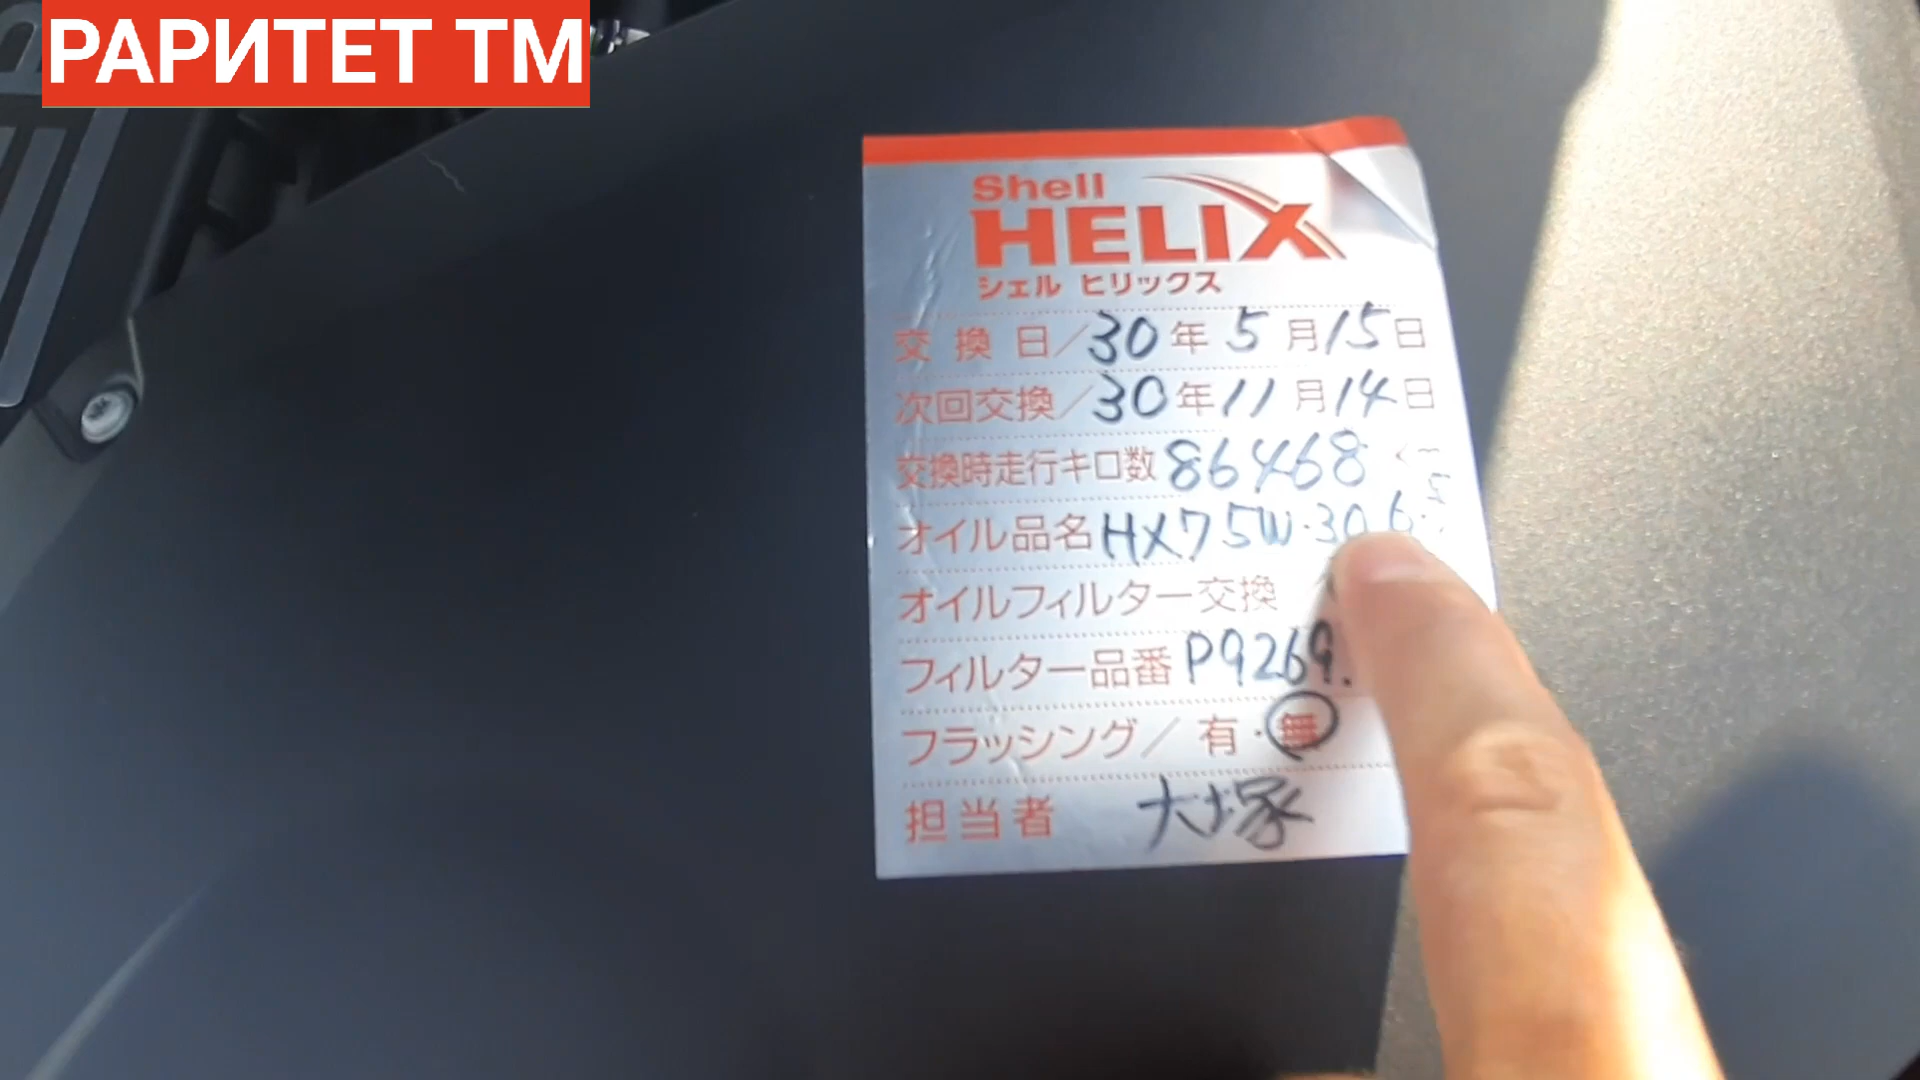 РАРИТЕТ ТМ
Shell
HELIX
シェル ヒリックス
交換日/30年5月15日
次回交換/30年11月14日
交換時走行キロ数 86468
オイル品名 HX7 5W-30 6.
オイルフィルター交換
フィルター品番 P9269.
フラッシング/ 有・無
担当者 大塚